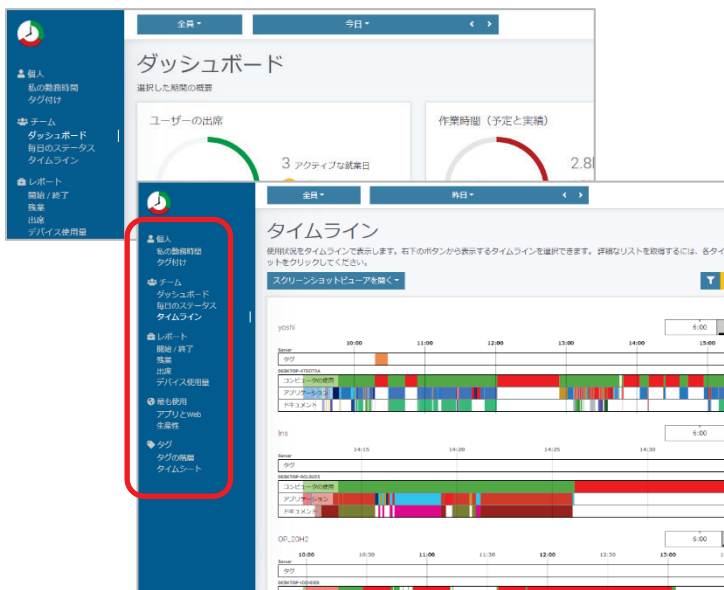 全員
今日
< >
個人
私の勤務時間
タグ付け
チーム
ダッシュボード
毎日のステータス
タイムライン
レポート
開始 / 終了
残業
出席
デバイス使用量
ダッシュボード
選択した期間の概要
ユーザーの出席
3 アクティブな就業日
作業時間（予定と実績）
2.8
全員
昨日
< >
個人
私の勤務時間
タグ付け
チーム
ダッシュボード
毎日のステータス
タイムライン
レポート
開始 / 終了
残業
出席
デバイス使用量
最も使用
アプリとWeb
生産性
タグ
タグの階層
タイムシート
タイムライン
使用状況をタイムラインで表示します。右下のボタンから表示するタイムラインを選択できます。 詳細なリストを取得するには、各タイ
ットをクリックしてください。
スクリーンショットビューアを開く
yoshi
6:00
10:00 11:00 12:00 13:00 14:00 15:00
Server
タグ
コンピュータの使用
アプリケーション
ドキュメント
6:00
14:15 14:20 14:25 14:30
Server
タグ
コンピュータの使用
アプリケーション
ドキュメント
OP_20H2
6:00
10:00 10:30 11:00 11:30 12:00 12:30 13:00
Server
タグ